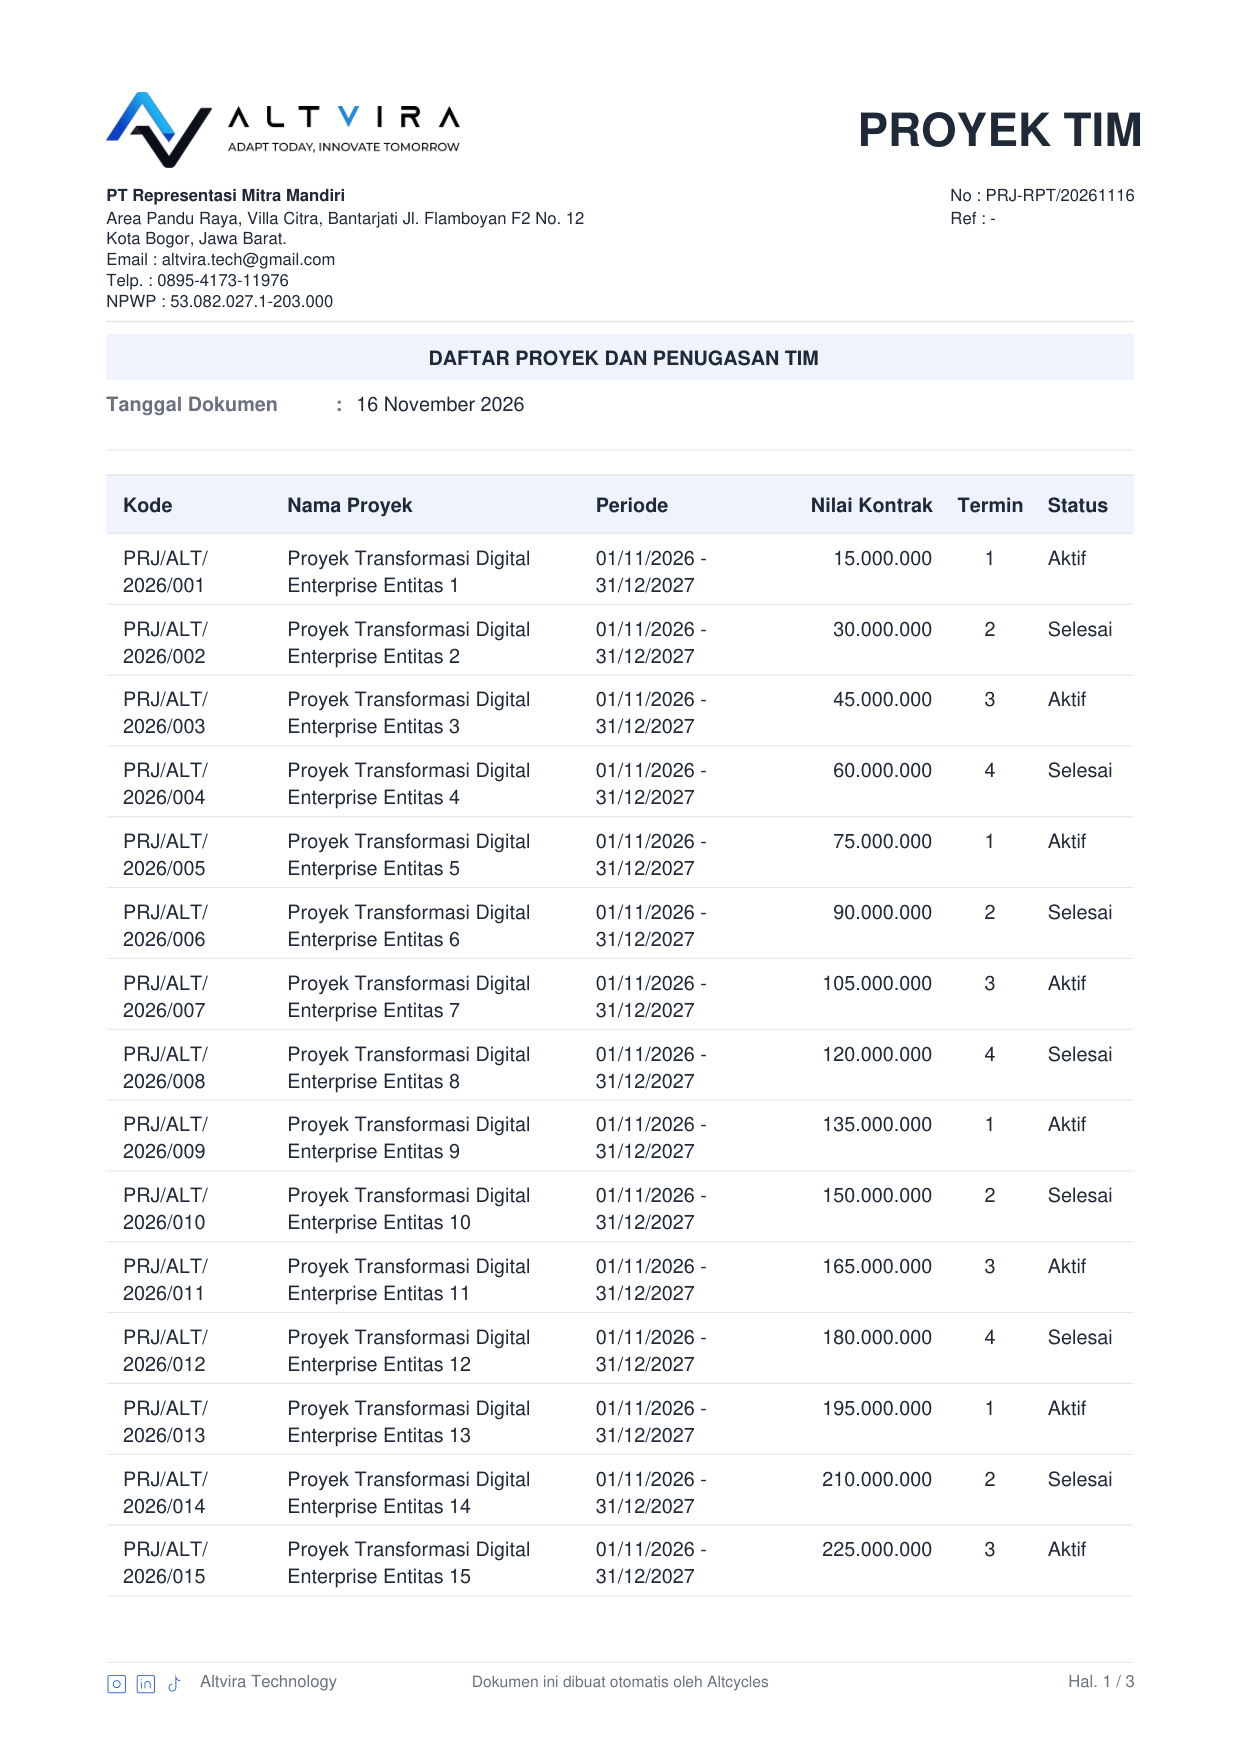 ALTVIRA
ADAPT TODAY, INNOVATE TOMORROW
PROYEK TIM
PT Representasi Mitra Mandiri
Area Pandu Raya, Villa Citra, Bantarjati Jl. Flamboyan F2 No. 12
Kota Bogor, Jawa Barat.
Email : altvira.tech@gmail.com
Telp. : 0895-4173-11976
NPWP : 53.082.027.1-203.000
No : PRJ-RPT/20261116
Ref : -
DAFTAR PROYEK DAN PENUGASAN TIM
Tanggal Dokumen : 16 November 2026
Kode Nama Proyek Periode Nilai Kontrak Termin Status
PRJ/ALT/ Proyek Transformasi Digital 01/11/2026 - 15.000.000 1 Aktif
2026/001 Enterprise Entitas 1 31/12/2027
PRJ/ALT/ Proyek Transformasi Digital 01/11/2026 - 30.000.000 2 Selesai
2026/002 Enterprise Entitas 2 31/12/2027
PRJ/ALT/ Proyek Transformasi Digital 01/11/2026 - 45.000.000 3 Aktif
2026/003 Enterprise Entitas 3 31/12/2027
PRJ/ALT/ Proyek Transformasi Digital 01/11/2026 - 60.000.000 4 Selesai
2026/004 Enterprise Entitas 4 31/12/2027
PRJ/ALT/ Proyek Transformasi Digital 01/11/2026 - 75.000.000 1 Aktif
2026/005 Enterprise Entitas 5 31/12/2027
PRJ/ALT/ Proyek Transformasi Digital 01/11/2026 - 90.000.000 2 Selesai
2026/006 Enterprise Entitas 6 31/12/2027
PRJ/ALT/ Proyek Transformasi Digital 01/11/2026 - 105.000.000 3 Aktif
2026/007 Enterprise Entitas 7 31/12/2027
PRJ/ALT/ Proyek Transformasi Digital 01/11/2026 - 120.000.000 4 Selesai
2026/008 Enterprise Entitas 8 31/12/2027
PRJ/ALT/ Proyek Transformasi Digital 01/11/2026 - 135.000.000 1 Aktif
2026/009 Enterprise Entitas 9 31/12/2027
PRJ/ALT/ Proyek Transformasi Digital 01/11/2026 - 150.000.000 2 Selesai
2026/010 Enterprise Entitas 10 31/12/2027
PRJ/ALT/ Proyek Transformasi Digital 01/11/2026 - 165.000.000 3 Aktif
2026/011 Enterprise Entitas 11 31/12/2027
PRJ/ALT/ Proyek Transformasi Digital 01/11/2026 - 180.000.000 4 Selesai
2026/012 Enterprise Entitas 12 31/12/2027
PRJ/ALT/ Proyek Transformasi Digital 01/11/2026 - 195.000.000 1 Aktif
2026/013 Enterprise Entitas 13 31/12/2027
PRJ/ALT/ Proyek Transformasi Digital 01/11/2026 - 210.000.000 2 Selesai
2026/014 Enterprise Entitas 14 31/12/2027
PRJ/ALT/ Proyek Transformasi Digital 01/11/2026 - 225.000.000 3 Aktif
2026/015 Enterprise Entitas 15 31/12/2027
Altvira Technology Dokumen ini dibuat otomatis oleh Altcycles Hal. 1 / 3